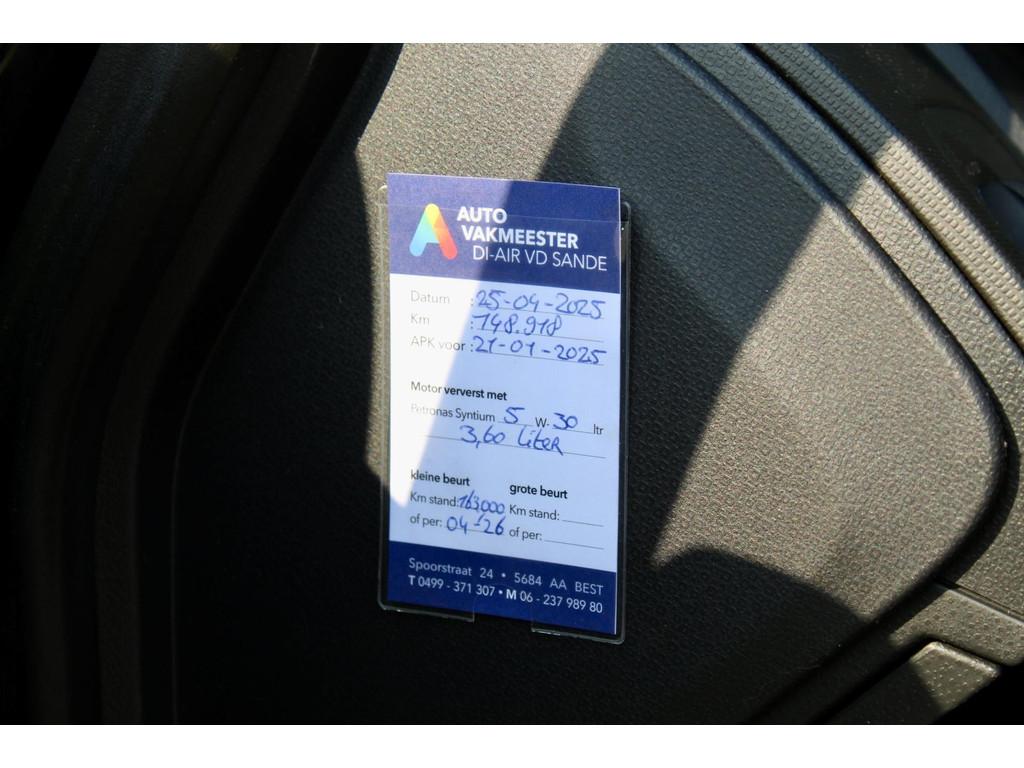 AUTO
VAKMEESTER
DI-AIR VD SANDE
Datum : 25-04-2025
Km : 148.918
APK voor : 21-01-2025
Motor ververst met
Petronas Syntium 5 W- 30 ltr
3,60 liter
kleine beurt grote beurt
Km stand: 163000 Km stand:
of per: 04-26 of per:
Spoorstraat 24 • 5684 AA BEST
T 0499 - 371 307 • M 06 - 237 989 80